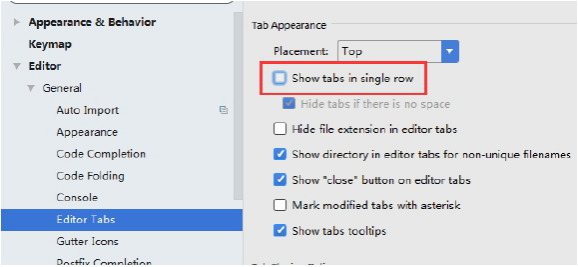 Appearance & Behavior
Keymap
Editor
General
Auto Import
Appearance
Code Completion
Code Folding
Console
Editor Tabs
Gutter Icons
Postfix Completion
Tab Appearance
Placement: Top
Show tabs in single row
Hide tabs if there is no space
Hide file extension in editor tabs
Show directory in editor tabs for non-unique filenames
Show "close" button on editor tabs
Mark modified tabs with asterisk
Show tabs tooltips